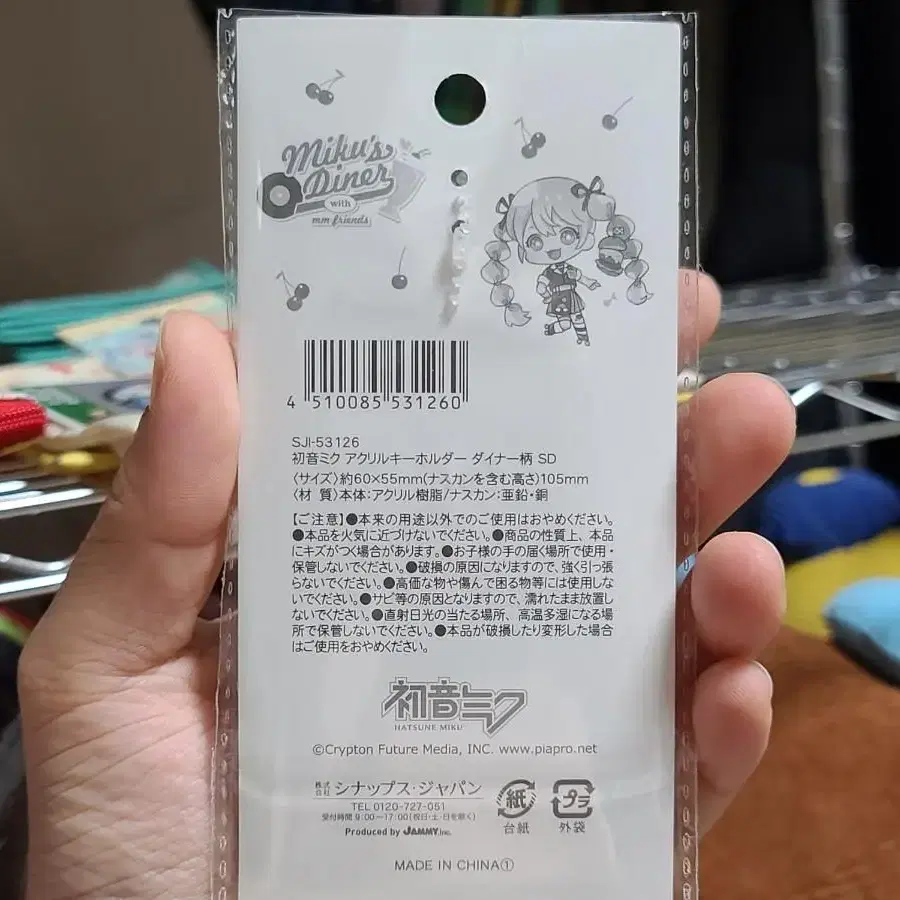 Miku's
Diner
with
mm friends
4 510085 531260
SJI-53126
初音ミク アクリルキーホルダー ダイナー柄 SD
〈サイズ〉約60×55mm(ナスカンを含む高さ)105mm
〈材 質〉本体:アクリル樹脂/ナスカン:亜鉛・銅
【ご注意】●本来の用途以外でのご使用はおやめください。
●本品を火気に近づけないでください。●商品の性質上、本品
にキズがつく場合があります。●お子様の手の届く場所で使用・
保管しないでください。●破損の原因になりますので、強く引っ張
らないでください。●高価な物や傷んで困る物等には使用しな
いでください。●サビ等の原因となりますので、濡れたまま放置し
ないでください。●直射日光の当たる場所、高温多湿になる場
所で保管しないでください。●本品が破損したり変形した場合
はご使用をおやめください。
初音ミク
HATSUNE MIKU
©Crypton Future Media, INC. www.piapro.net
株式会社 シナップス・ジャパン
TEL 0120-727-051
受付時間 9:00~17:00(祝日・土・日を除く)
Produced by JAMMY, Inc.
紙
台紙
プラ
外袋
MADE IN CHINA①